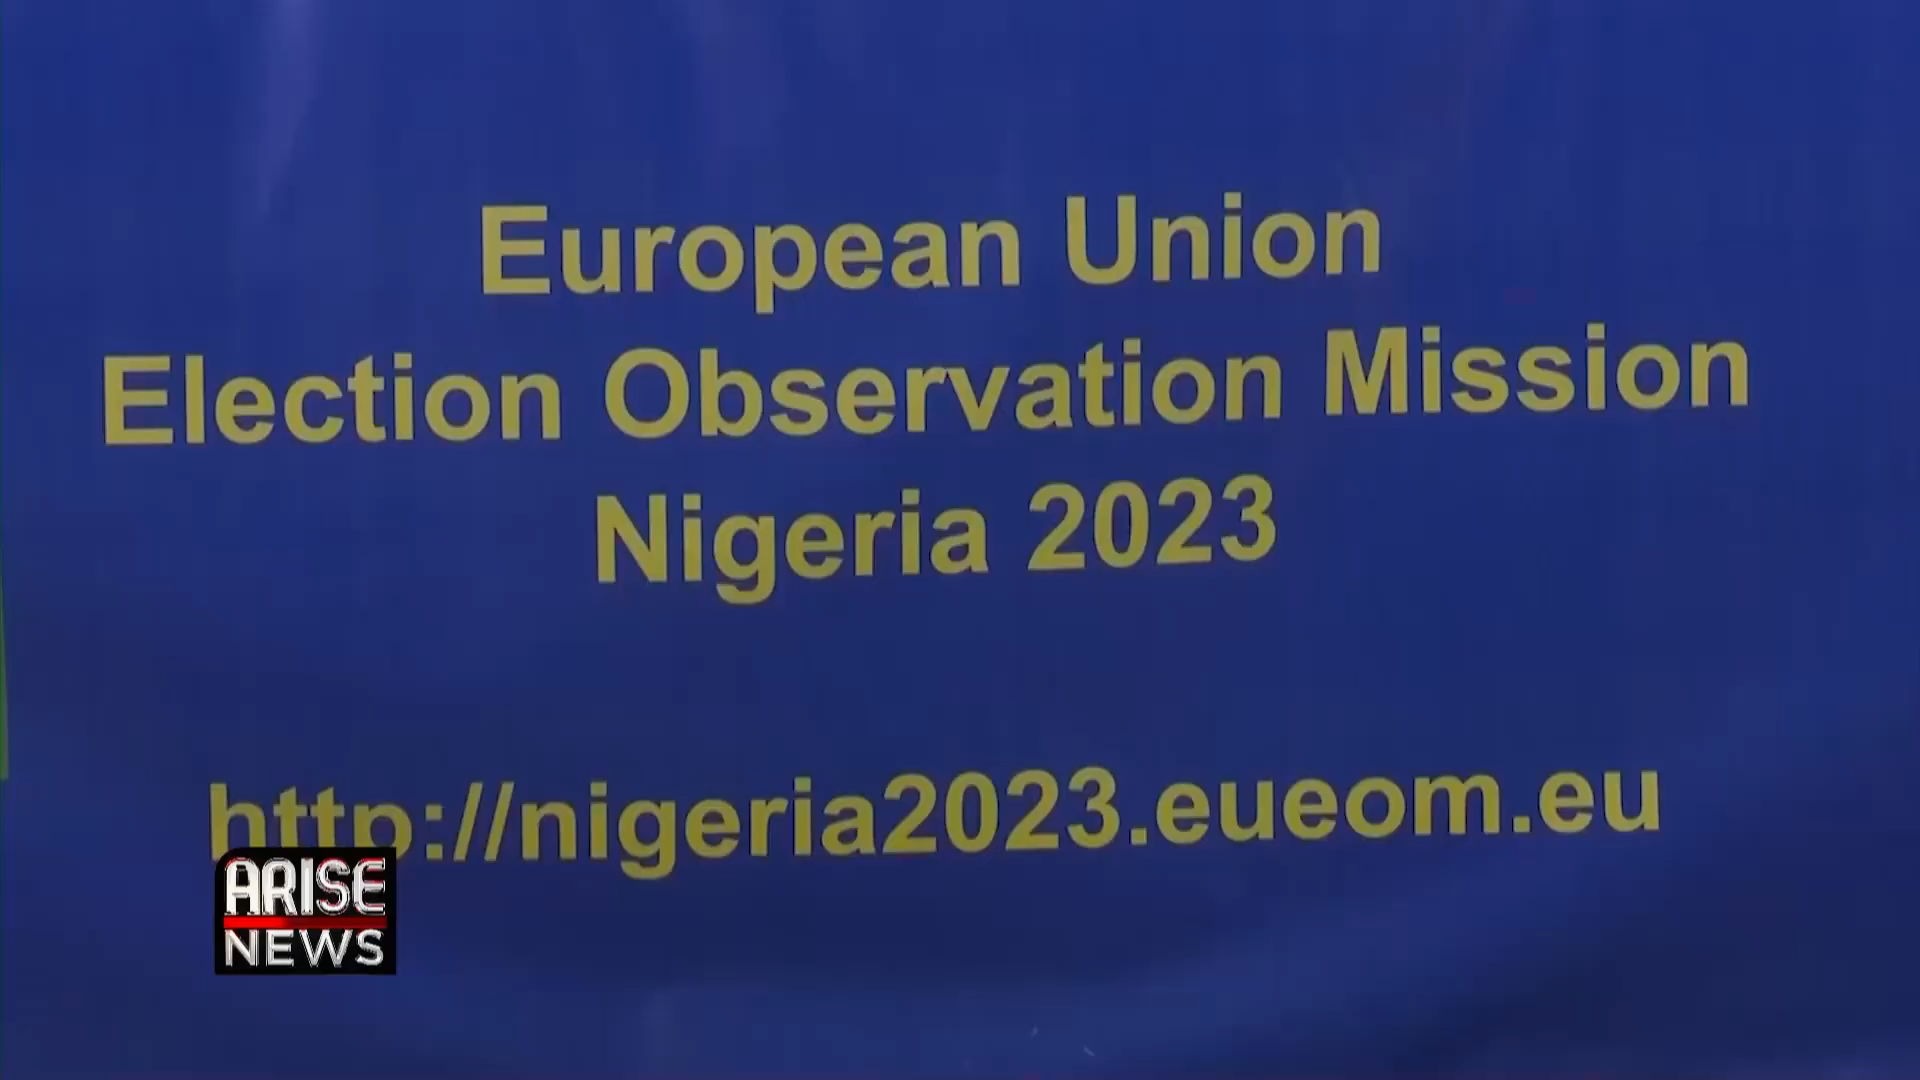 European Union
Election Observation Mission
Nigeria 2023
http://nigeria2023.eueom.eu
ARISE
NEWS